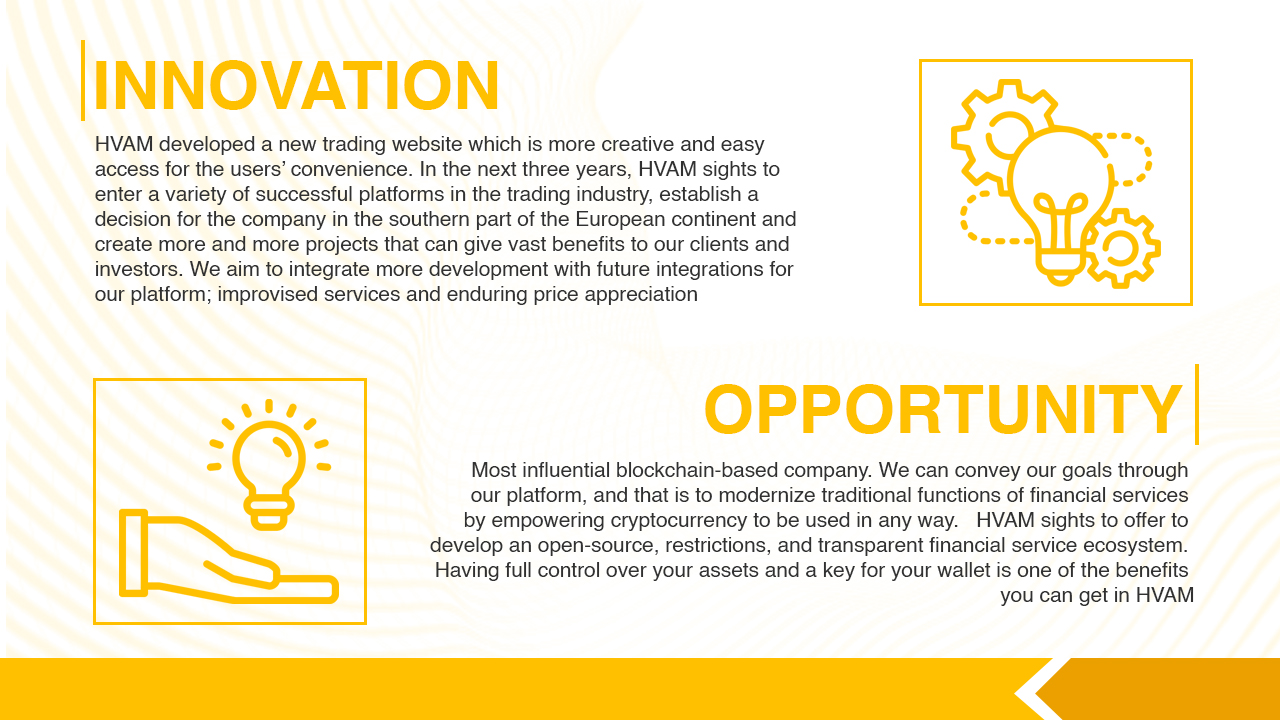 INNOVATION
HVAM developed a new trading website which is more creative and easy
access for the users’ convenience. In the next three years, HVAM sights to
enter a variety of successful platforms in the trading industry, establish a
decision for the company in the southern part of the European continent and
create more and more projects that can give vast benefits to our clients and
investors. We aim to integrate more development with future integrations for
our platform; improvised services and enduring price appreciation
OPPORTUNITY
Most influential blockchain-based company. We can convey our goals through
our platform, and that is to modernize traditional functions of financial services
by empowering cryptocurrency to be used in any way.   HVAM sights to offer to
develop an open-source, restrictions, and transparent financial service ecosystem.
Having full control over your assets and a key for your wallet is one of the benefits
you can get in HVAM